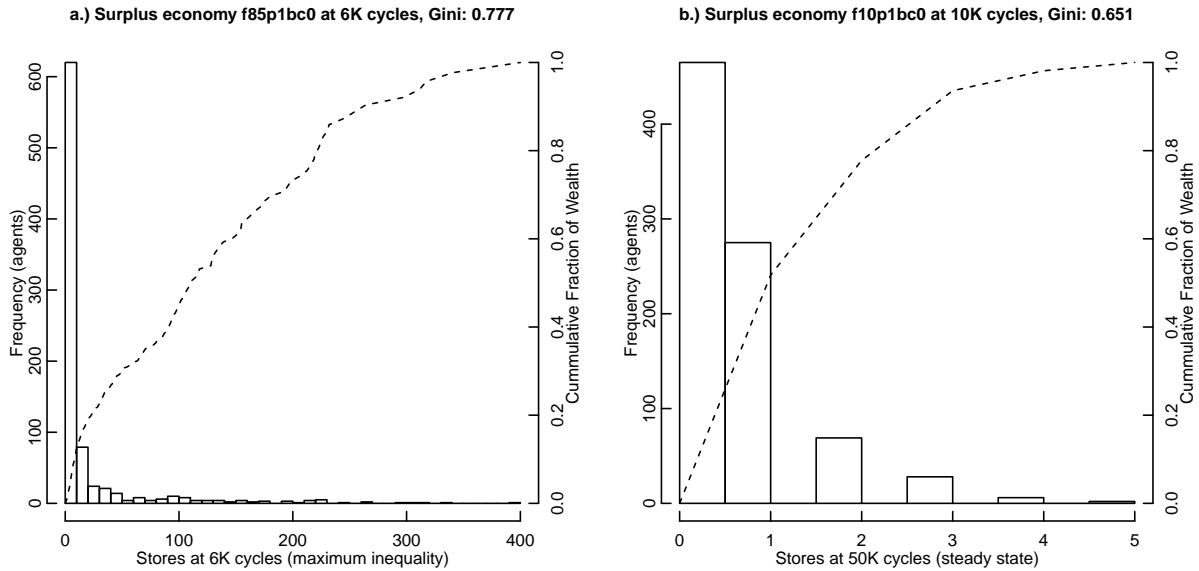 a.) Surplus economy f85p1bc0 at 6K cycles, Gini: 0.777
Frequency (agents)
0 100 200 300 400 500 600
0 100 200 300 400
Stores at 6K cycles (maximum inequality)
0.0 0.2 0.4 0.6 0.8 1.0
Cummulative Fraction of Wealth
b.) Surplus economy f10p1bc0 at 10K cycles, Gini: 0.651
Frequency (agents)
0 100 200 300 400
0 1 2 3 4 5
Stores at 50K cycles (steady state)
0.0 0.2 0.4 0.6 0.8 1.0
Cummulative Fraction of Wealth